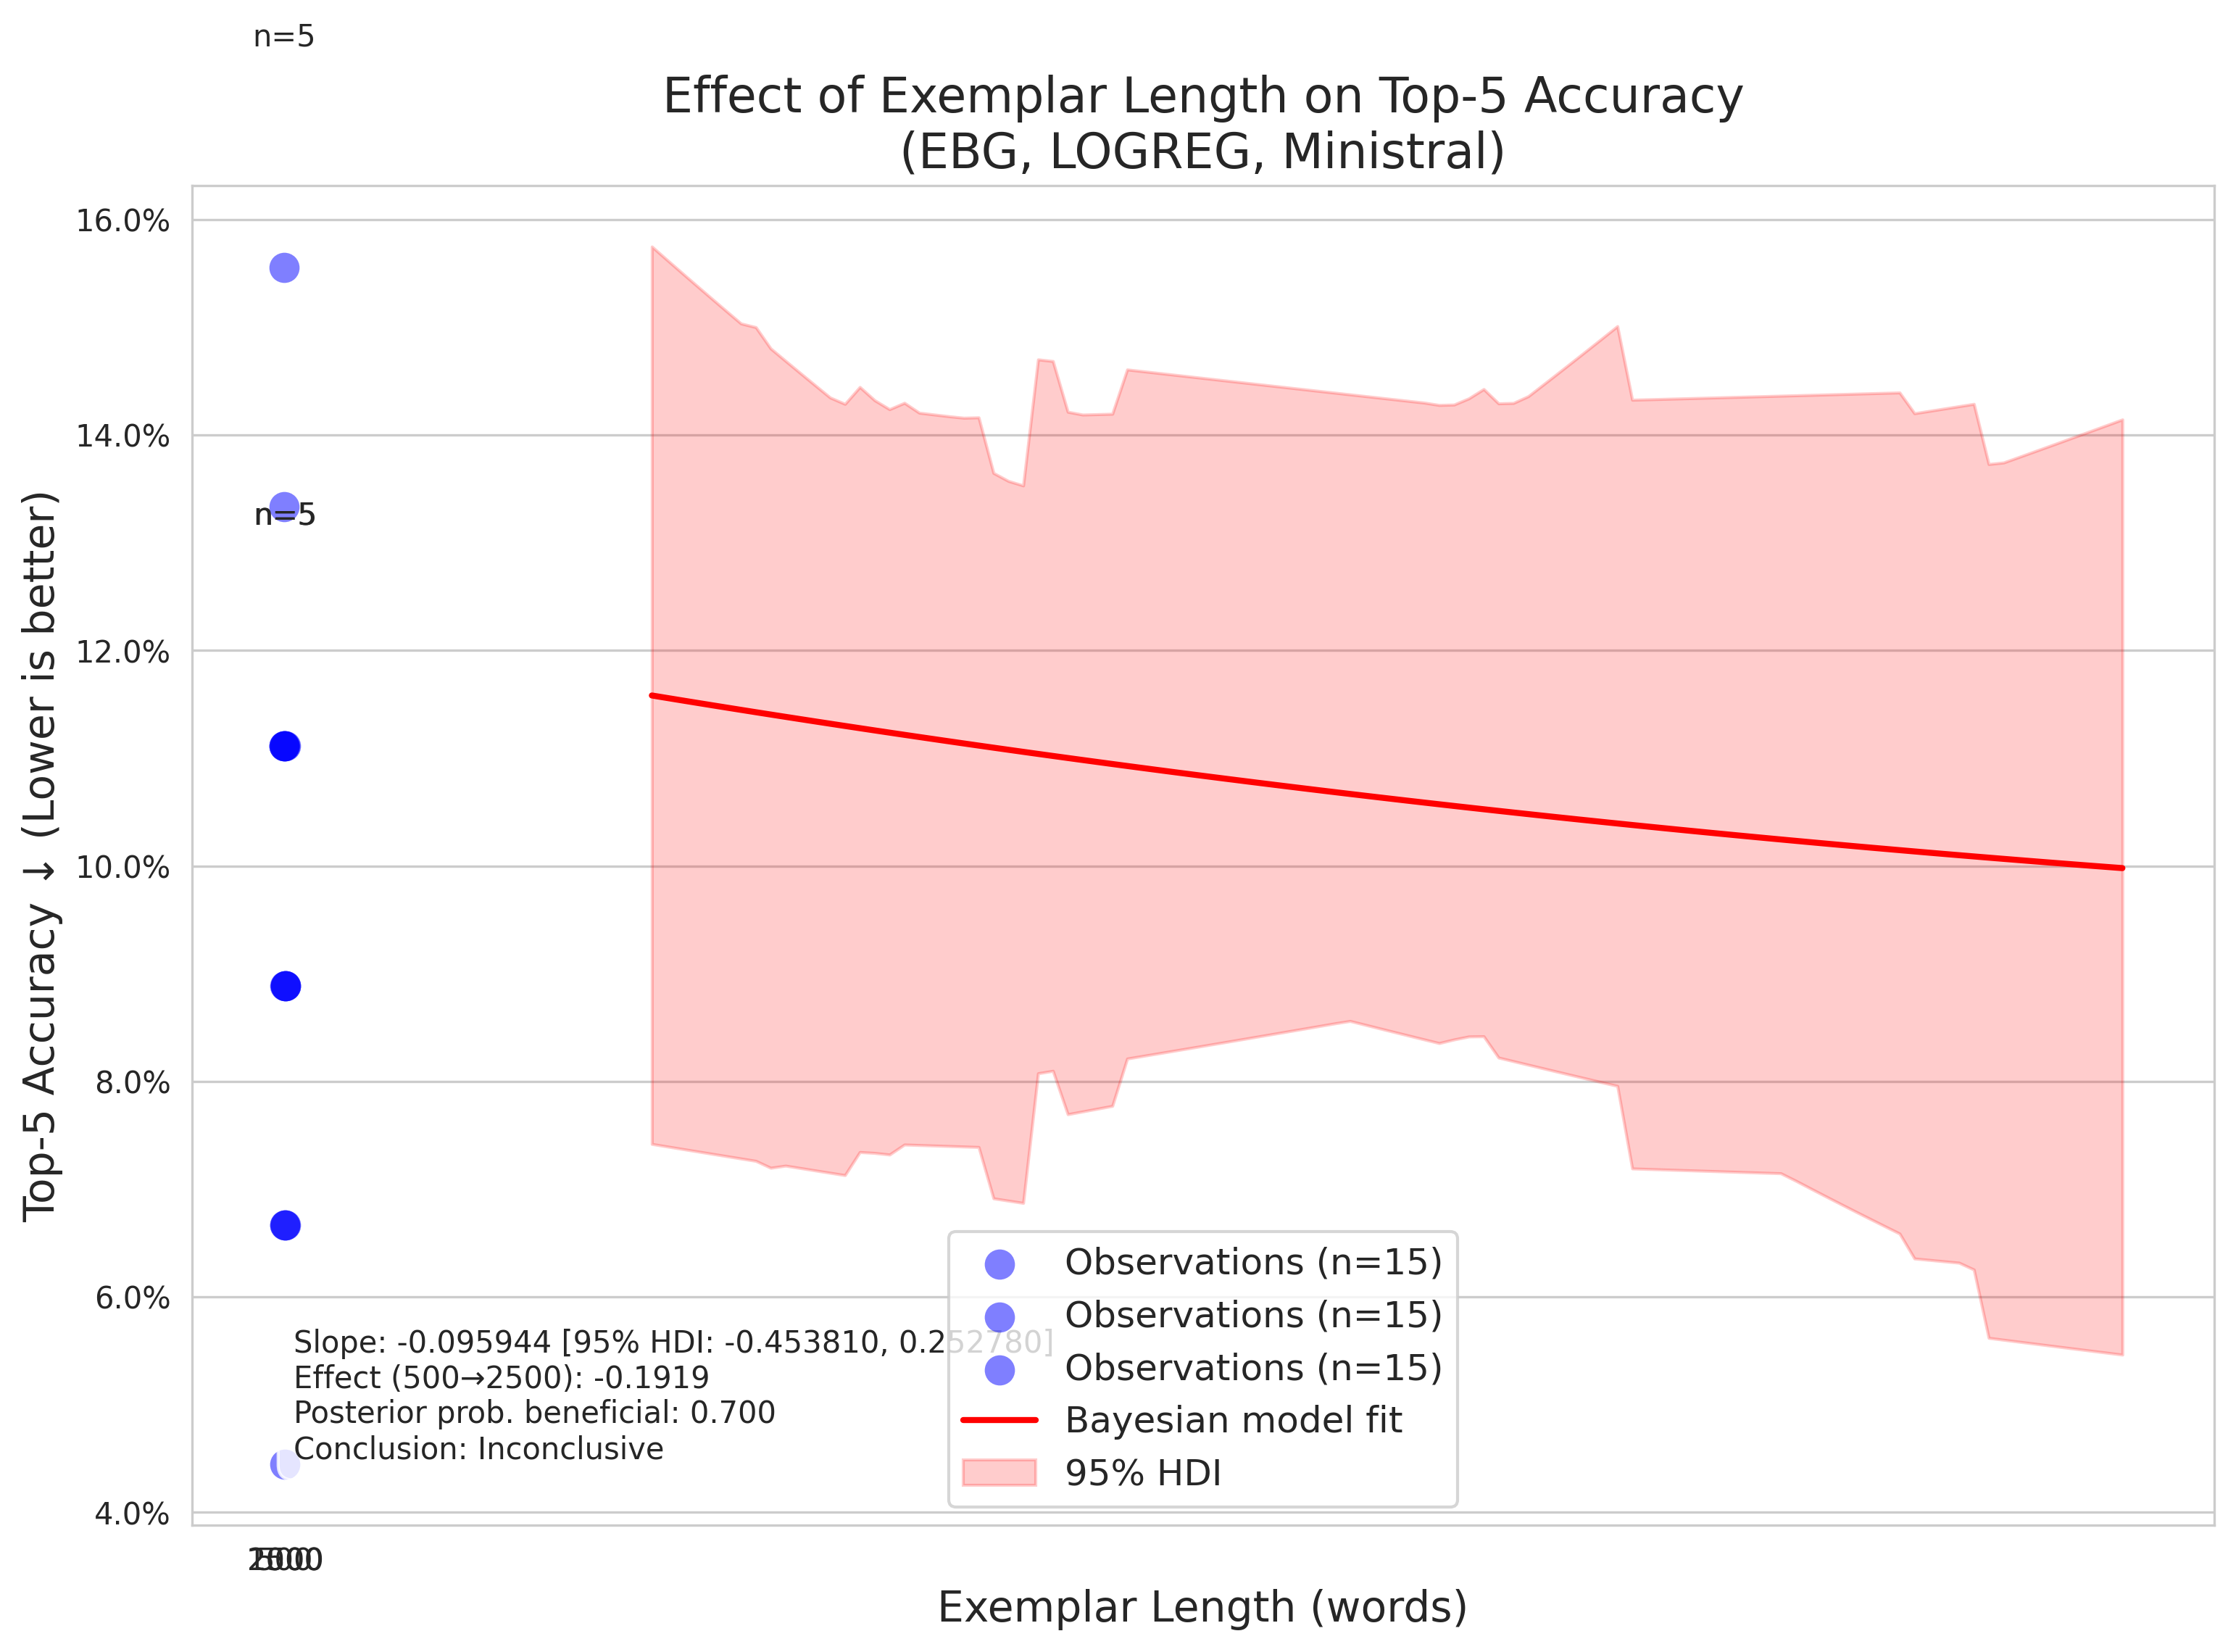 n=5
Effect of Exemplar Length on Top-5 Accuracy
(EBG, LOGREG, Ministral)
Top-5 Accuracy ↓ (Lower is better)
16.0%
14.0%
n=5
12.0%
10.0%
8.0%
6.0%
4.0%
Slope: -0.095944 [95% HDI: -0.453810, 0.252780]
Effect (500→2500): -0.1919
Posterior prob. beneficial: 0.700
Conclusion: Inconclusive
Observations (n=15)
Observations (n=15)
Observations (n=15)
Bayesian model fit
95% HDI
Exemplar Length (words)